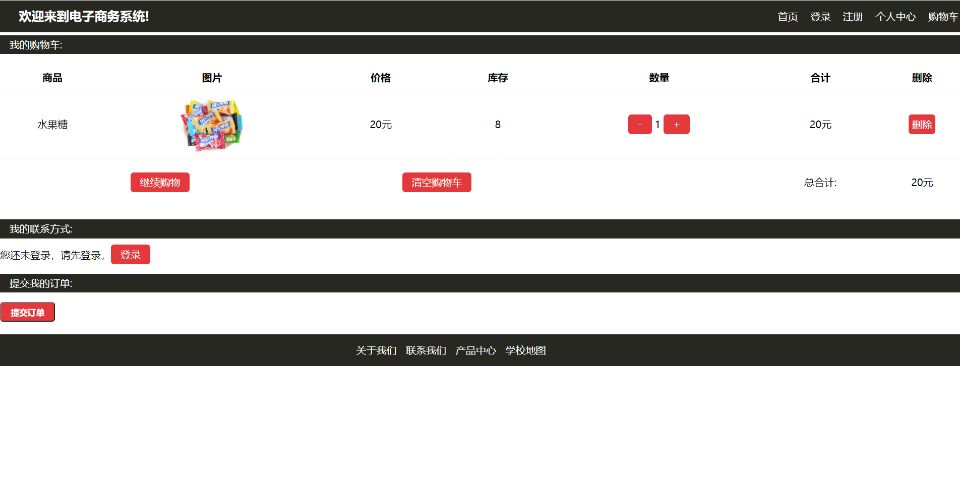 欢迎来到电子商务系统! 首页 登录 注册 个人中心 购物车
我的购物车:
商品 图片 价格 库存 数量 合计 删除
水果糖 20元 8 - 1 + 20元 删除
继续购物 清空购物车 总合计: 20元
我的联系方式:
您还未登录，请先登录， 登录
提交我的订单:
提交订单
关于我们 联系我们 产品中心 学校地图